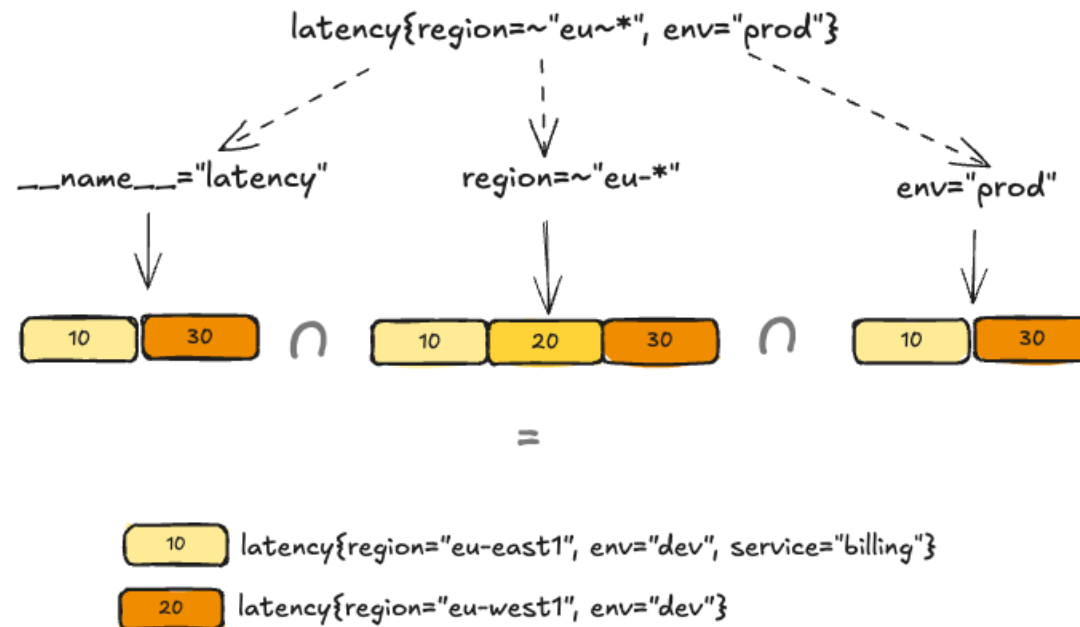 latency{region=~"eu~*", env="prod"}
__name__="latency" region=~"eu-*" env="prod"
10 30 ∩ 10 20 30 ∩ 10 30
=
10 latency{region="eu-east1", env="dev", service="billing"}
20 latency{region="eu-west1", env="dev"}